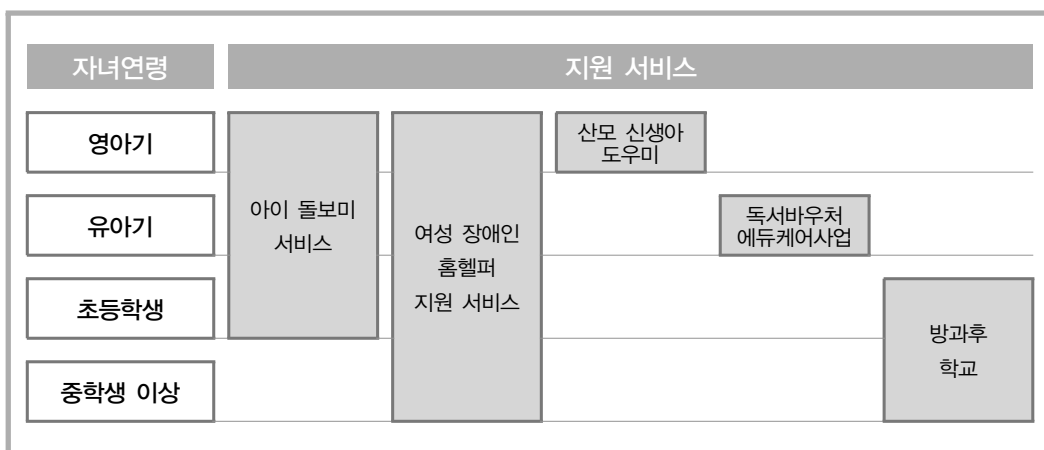 자녀연령
지원 서비스
영아기
유아기
초등학생
중학생 이상
아이 돌보미
서비스
여성 장애인
홈헬퍼
지원 서비스
산모 신생아
도우미
독서바우처
에듀케어사업
방과후
학교